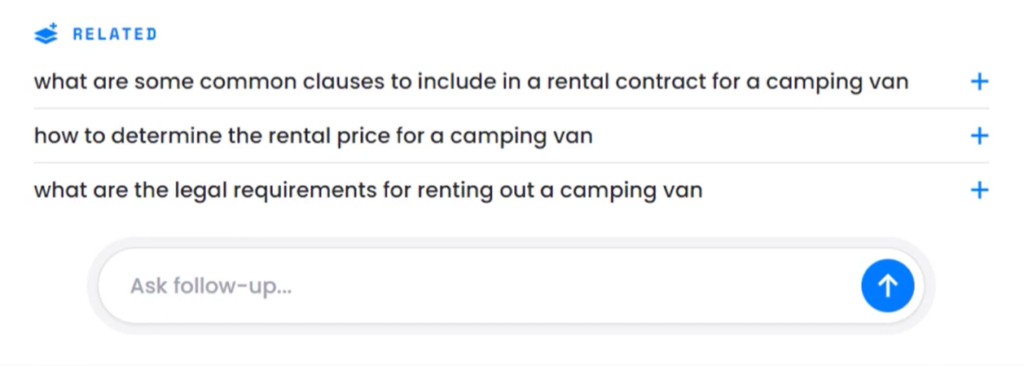 RELATED
what are some common clauses to include in a rental contract for a camping van
how to determine the rental price for a camping van
what are the legal requirements for renting out a camping van
Ask follow-up...